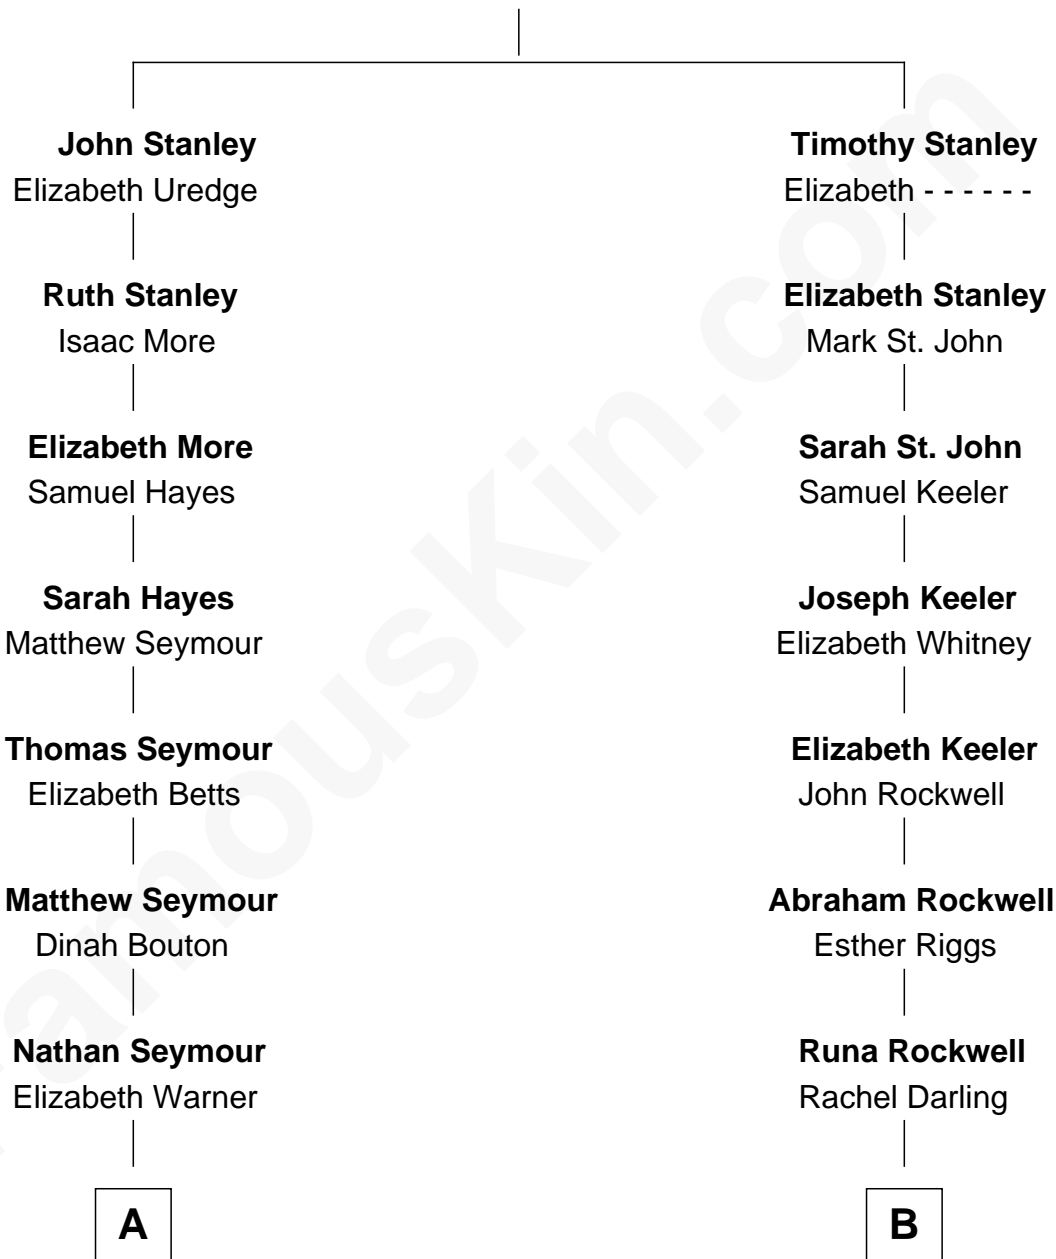 John Stanley
Elizabeth Uredge
Ruth Stanley
Isaac More
Elizabeth More
Samuel Hayes
Sarah Hayes
Matthew Seymour
Thomas Seymour
Elizabeth Betts
Matthew Seymour
Dinah Bouton
Nathan Seymour
Elizabeth Warner
A
Timothy Stanley
Elizabeth - - - - - -
Elizabeth Stanley
Mark St. John
Sarah St. John
Samuel Keeler
Joseph Keeler
Elizabeth Whitney
Elizabeth Keeler
John Rockwell
Abraham Rockwell
Esther Riggs
Runa Rockwell
Rachel Darling
B
FamousKin.com